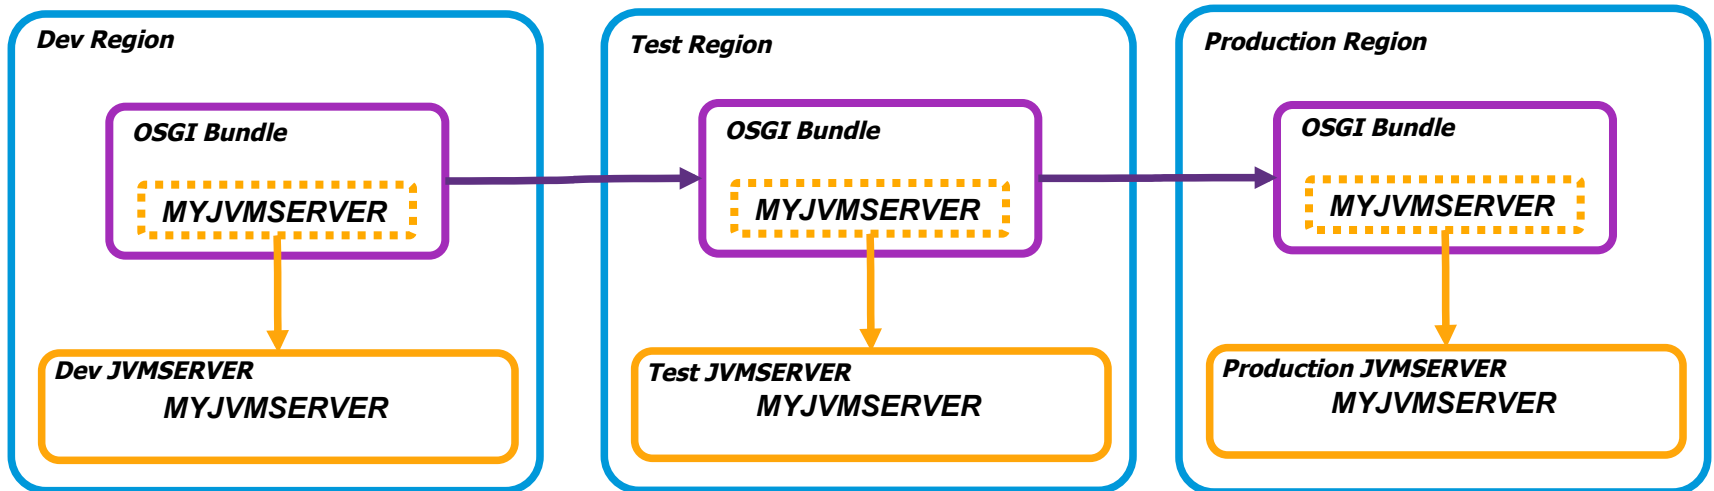 Dev Region
OSGI Bundle
MYJVMSERVER
Dev JVMSERVER
MYJVMSERVER
Test Region
OSGI Bundle
MYJVMSERVER
Test JVMSERVER
MYJVMSERVER
Production Region
OSGI Bundle
MYJVMSERVER
Production JVMSERVER
MYJVMSERVER